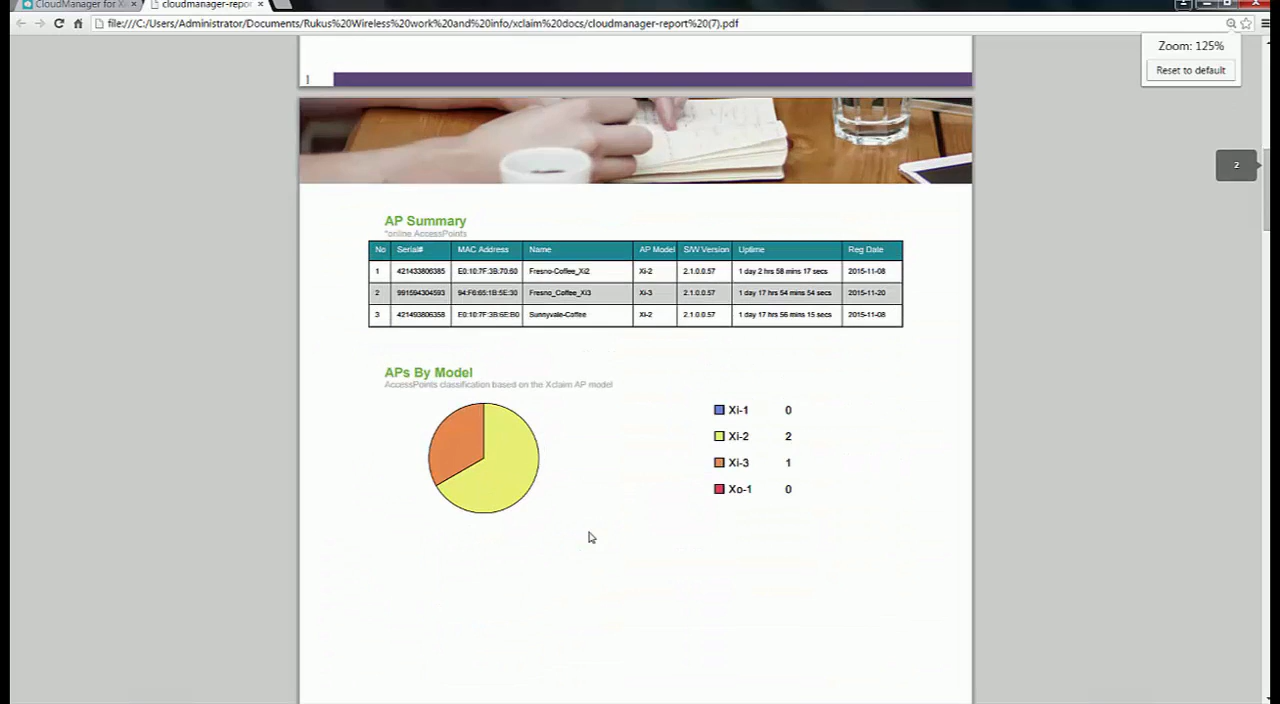 CloudManager for X
cloudmanager-repor
file:///C:/Users/Administrator/Documents/Rukus%20Wireless%20work%20and%20info/xclaim%20docs/cloudmanager-report%20(7).pdf
Zoom: 125%
Reset to default
1
2
AP Summary
*online AccessPoints
No Serial# MAC Address Name AP Model S/W Version Uptime Reg Date
1 421433806385 E0:10:7F:3B:70:60 Fresno-Coffee_Xi2 Xi-2 2.1.0.0.57 1 day 2 hrs 58 mins 17 secs 2015-11-08
2 991594304593 94:F6:65:1B:5E:30 Fresno_Coffee_Xi3 Xi-3 2.1.0.0.57 1 day 17 hrs 54 mins 54 secs 2015-11-20
3 421493806358 E0:10:7F:3B:6E:B0 Sunnyvale-Coffee Xi-2 2.1.0.0.57 1 day 17 hrs 56 mins 15 secs 2015-11-08
APs By Model
AccessPoints classification based on the Xclaim AP model
Xi-1 0
Xi-2 2
Xi-3 1
Xo-1 0